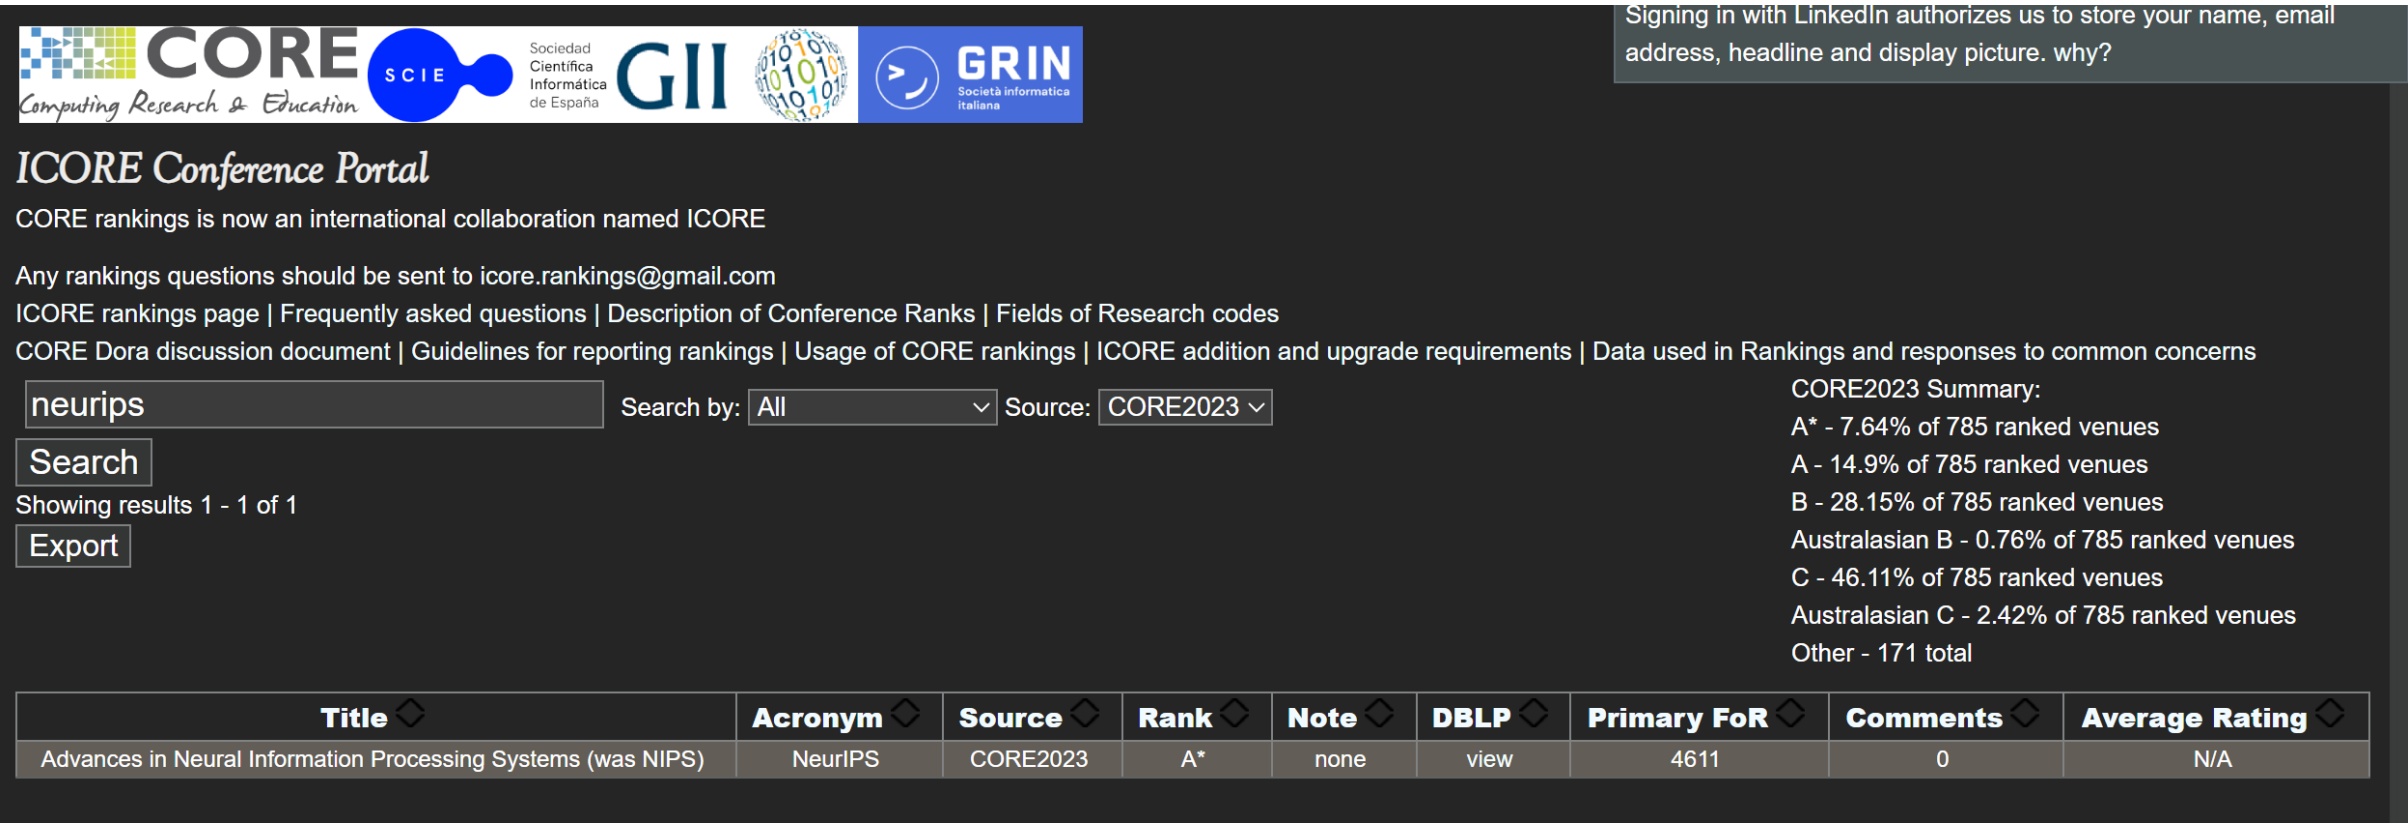 Signing in with LinkedIn authorizes us to store your name, email
address, headline and display picture. why?
CORE
Computing Research & Education
SCIE
Sociedad
Científica
Informática
de España
GII
GRIN
Società informatica
italiana
ICORE Conference Portal
CORE rankings is now an international collaboration named ICORE
Any rankings questions should be sent to icore.rankings@gmail.com
ICORE rankings page | Frequently asked questions | Description of Conference Ranks | Fields of Research codes
CORE Dora discussion document | Guidelines for reporting rankings | Usage of CORE rankings | ICORE addition and upgrade requirements | Data used in Rankings and responses to common concerns
neurips Search by: All Source: CORE2023
Search
Showing results 1 - 1 of 1
Export
CORE2023 Summary:
A* - 7.64% of 785 ranked venues
A - 14.9% of 785 ranked venues
B - 28.15% of 785 ranked venues
Australasian B - 0.76% of 785 ranked venues
C - 46.11% of 785 ranked venues
Australasian C - 2.42% of 785 ranked venues
Other - 171 total
Title Acronym Source Rank Note DBLP Primary FoR Comments Average Rating
Advances in Neural Information Processing Systems (was NIPS) NeurIPS CORE2023 A* none view 4611 0 N/A